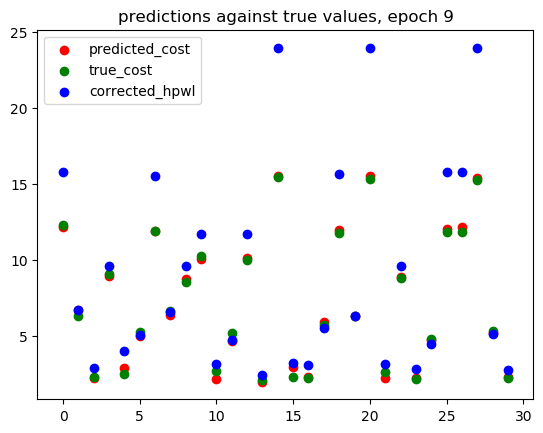 predictions against true values, epoch 9
25
predicted_cost
true_cost
corrected_hpwl
20
15
10
5
0 5 10 15 20 25 30